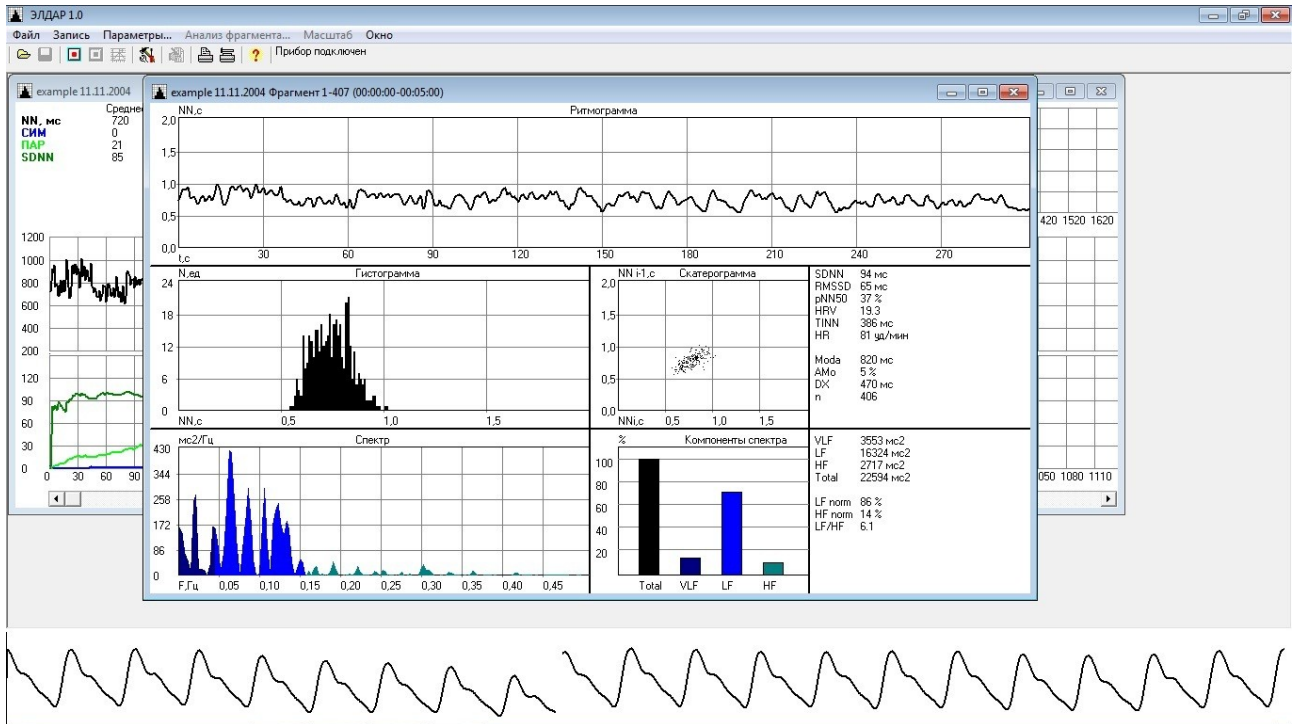 ЭЛДАР 1.0
Файл Запись Параметры... Анализ фрагмента... Масштаб Окно
? Прибор подключен
example 11.11.2004
Среднее
NN, мс 720
СИМ 0
ПАР 21
SDNN 85
1200
1000
800
600
400
200
120
90
60
30
0
0 30 60 90
420 1520 1620
050 1080 1110
example 11.11.2004 Фрагмент 1-407 (00:00:00-00:05:00)
NN,с Ритмограмма
2,0
1,5
1,0
0,5
0,0
t,с 30 60 90 120 150 180 210 240 270
N,ед Гистограмма
24
18
12
6
0
NN,с 0,5 1,0 1,5
NN i-1,с Скатерограмма
2,0
1,5
1,0
0,5
0,0
NNi,с 0,5 1,0 1,5
SDNN 94 мс
RMSSD 65 мс
pNN50 37 %
HRV 19.3
TINN 386 мс
HR 81 уд/мин
Moda 820 мс
AMo 5 %
DX 470 мс
n 406
мс2/Гц Спектр
430
344
258
172
86
0
F,Гц 0,05 0,10 0,15 0,20 0,25 0,30 0,35 0,40 0,45
% Компоненты спектра
100
80
60
40
20
Total VLF LF HF
VLF 3553 мс2
LF 16324 мс2
HF 2717 мс2
Total 22594 мс2
LF norm 86 %
HF norm 14 %
LF/HF 6.1